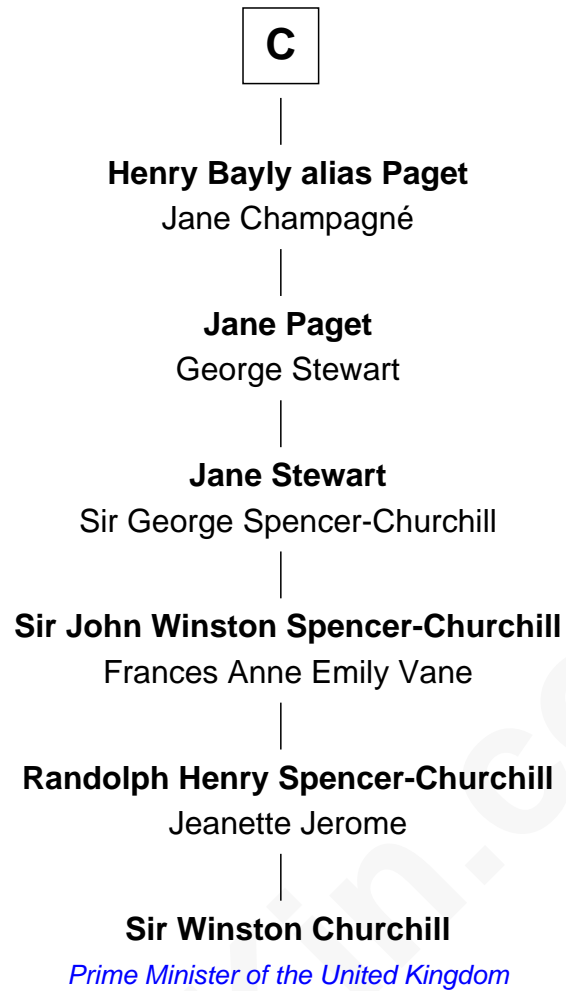 C
Henry Bayly alias Paget
Jane Champagné
Jane Paget
George Stewart
Jane Stewart
Sir George Spencer-Churchill
Sir John Winston Spencer-Churchill
Frances Anne Emily Vane
Randolph Henry Spencer-Churchill
Jeanette Jerome
Sir Winston Churchill
Prime Minister of the United Kingdom